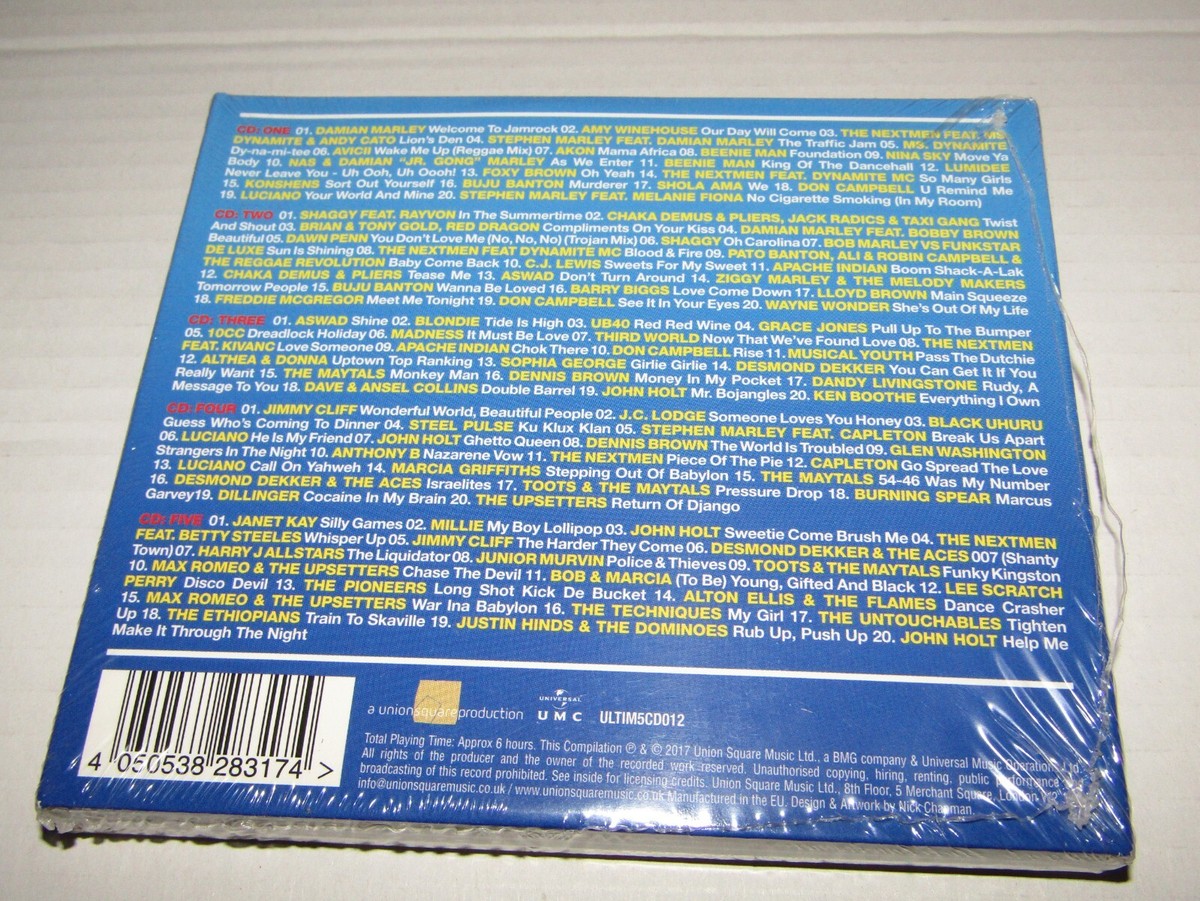 CD: ONE 01. DAMIAN MARLEY Welcome To Jamrock 02. AMY WINEHOUSE Our Day Will Come 03. THE NEXTMEN FEAT. MS
DYNAMITE & ANDY CATO Lion's Den 04. STEPHEN MARLEY FEAT. DAMIAN MARLEY The Traffic Jam 05. MS. DYNAMITE
Dy-na-mi-tee 06. AVICII Wake Me Up (Reggae Mix) 07. AKON Mama Africa 08. BEENIE MAN Foundation 09. NINA SKY Move Ya
Body 10. NAS & DAMIAN "JR. GONG" MARLEY As We Enter 11. BEENIE MAN King Of The Dancehall 12. LUMIDEE
Never Leave You - Uh Ooh, Uh Oooh! 13. FOXY BROWN Oh Yeah 14. THE NEXTMEN FEAT. DYNAMITE MC So Many Girls
15. KONSHENS Sort Out Yourself 16. BUJU BANTON Murderer 17. SHOLA AMA We 18. DON CAMPBELL U Remind Me
19. LUCIANO Your World And Mine 20. STEPHEN MARLEY FEAT. MELANIE FIONA No Cigarette Smoking (In My Room)
CD: TWO 01. SHAGGY FEAT. RAYVON In The Summertime 02. CHAKA DEMUS & PLIERS, JACK RADICS & TAXI GANG Twist
And Shout 03. BRIAN & TONY GOLD, RED DRAGON Compliments On Your Kiss 04. DAMIAN MARLEY FEAT. BOBBY BROWN
Beautiful 05. DAWN PENN You Don't Love Me (No, No, No) (Trojan Mix) 06. SHAGGY Oh Carolina 07. BOB MARLEY VS FUNKSTAR
DE LUXE Sun Is Shining 08. THE NEXTMEN FEAT DYNAMITE MC Blood & Fire 09. PATO BANTON, ALI & ROBIN CAMPBELL &
THE REGGAE REVOLUTION Baby Come Back 10. C.J. LEWIS Sweets For My Sweet 11. APACHE INDIAN Boom Shack-A-Lak
12. CHAKA DEMUS & PLIERS Tease Me 13. ASWAD Don't Turn Around 14. ZIGGY MARLEY & THE MELODY MAKERS
Tomorrow People 15. BUJU BANTON Wanna Be Loved 16. BARRY BIGGS Love Come Down 17. LLOYD BROWN Main Squeeze
18. FREDDIE MCGREGOR Meet Me Tonight 19. DON CAMPBELL See It In Your Eyes 20. WAYNE WONDER She's Out Of My Life
CD: THREE 01. ASWAD Shine 02. BLONDIE Tide Is High 03. UB40 Red Red Wine 04. GRACE JONES Pull Up To The Bumper
05. 10CC Dreadlock Holiday 06. MADNESS It Must Be Love 07. THIRD WORLD Now That We've Found Love 08. THE NEXTMEN
FEAT. KIVANC Love Someone 09. APACHE INDIAN Chok There 10. DON CAMPBELL Rise 11. MUSICAL YOUTH Pass The Dutchie
12. ALTHEA & DONNA Uptown Top Ranking 13. SOPHIA GEORGE Girlie Girlie 14. DESMOND DEKKER You Can Get It If You
Really Want 15. THE MAYTALS Monkey Man 16. DENNIS BROWN Money In My Pocket 17. DANDY LIVINGSTONE Rudy, A
Message To You 18. DAVE & ANSEL COLLINS Double Barrel 19. JOHN HOLT Mr. Bojangles 20. KEN BOOTHE Everything I Own
CD: FOUR 01. JIMMY CLIFF Wonderful World, Beautiful People 02. J.C. LODGE Someone Loves You Honey 03. BLACK UHURU
Guess Who's Coming To Dinner 04. STEEL PULSE Ku Klux Klan 05. STEPHEN MARLEY FEAT. CAPLETON Break Us Apart
06. LUCIANO He Is My Friend 07. JOHN HOLT Ghetto Queen 08. DENNIS BROWN The World Is Troubled 09. GLEN WASHINGTON
Strangers In The Night 10. ANTHONY B Nazarene Vow 11. THE NEXTMEN Piece Of The Pie 12. CAPLETON Go Spread The Love
13. LUCIANO Call On Yahweh 14. MARCIA GRIFFITHS Stepping Out Of Babylon 15. THE MAYTALS 54-46 Was My Number
16. DESMOND DEKKER & THE ACES Israelites 17. TOOTS & THE MAYTALS Pressure Drop 18. BURNING SPEAR Marcus
Garvey 19. DILLINGER Cocaine In My Brain 20. THE UPSETTERS Return Of Django
CD: FIVE 01. JANET KAY Silly Games 02. MILLIE My Boy Lollipop 03. JOHN HOLT Sweetie Come Brush Me 04. THE NEXTMEN
FEAT. BETTY STEELES Whisper Up 05. JIMMY CLIFF The Harder They Come 06. DESMOND DEKKER & THE ACES 007 (Shanty
Town) 07. HARRY J ALLSTARS The Liquidator 08. JUNIOR MURVIN Police & Thieves 09. TOOTS & THE MAYTALS Funky Kingston
10. MAX ROMEO & THE UPSETTERS Chase The Devil 11. BOB & MARCIA (To Be) Young, Gifted And Black 12. LEE SCRATCH
PERRY Disco Devil 13. THE PIONEERS Long Shot Kick De Bucket 14. ALTON ELLIS & THE FLAMES Dance Crasher
15. MAX ROMEO & THE UPSETTERS War Ina Babylon 16. THE TECHNIQUES My Girl 17. THE UNTOUCHABLES Tighten
Up 18. THE ETHIOPIANS Train To Skaville 19. JUSTIN HINDS & THE DOMINOES Rub Up, Push Up 20. JOHN HOLT Help Me
Make It Through The Night
4 050538 283174 >
a unionsquareproduction
UNIVERSAL
UMC
ULTIM5CD012
Total Playing Time: Approx 6 hours. This Compilation ℗ & © 2017 Union Square Music Ltd., a BMG company & Universal Music Operations Ltd.
All rights of the producer and the owner of the recorded work reserved. Unauthorised copying, hiring, renting, public performance
broadcasting of this record prohibited. See inside for licensing credits. Union Square Music Ltd., 8th Floor, 5 Merchant Square, London
info@unionsquaremusic.co.uk / www.unionsquaremusic.co.uk Manufactured in the EU. Design & Artwork by Nick Chapman.